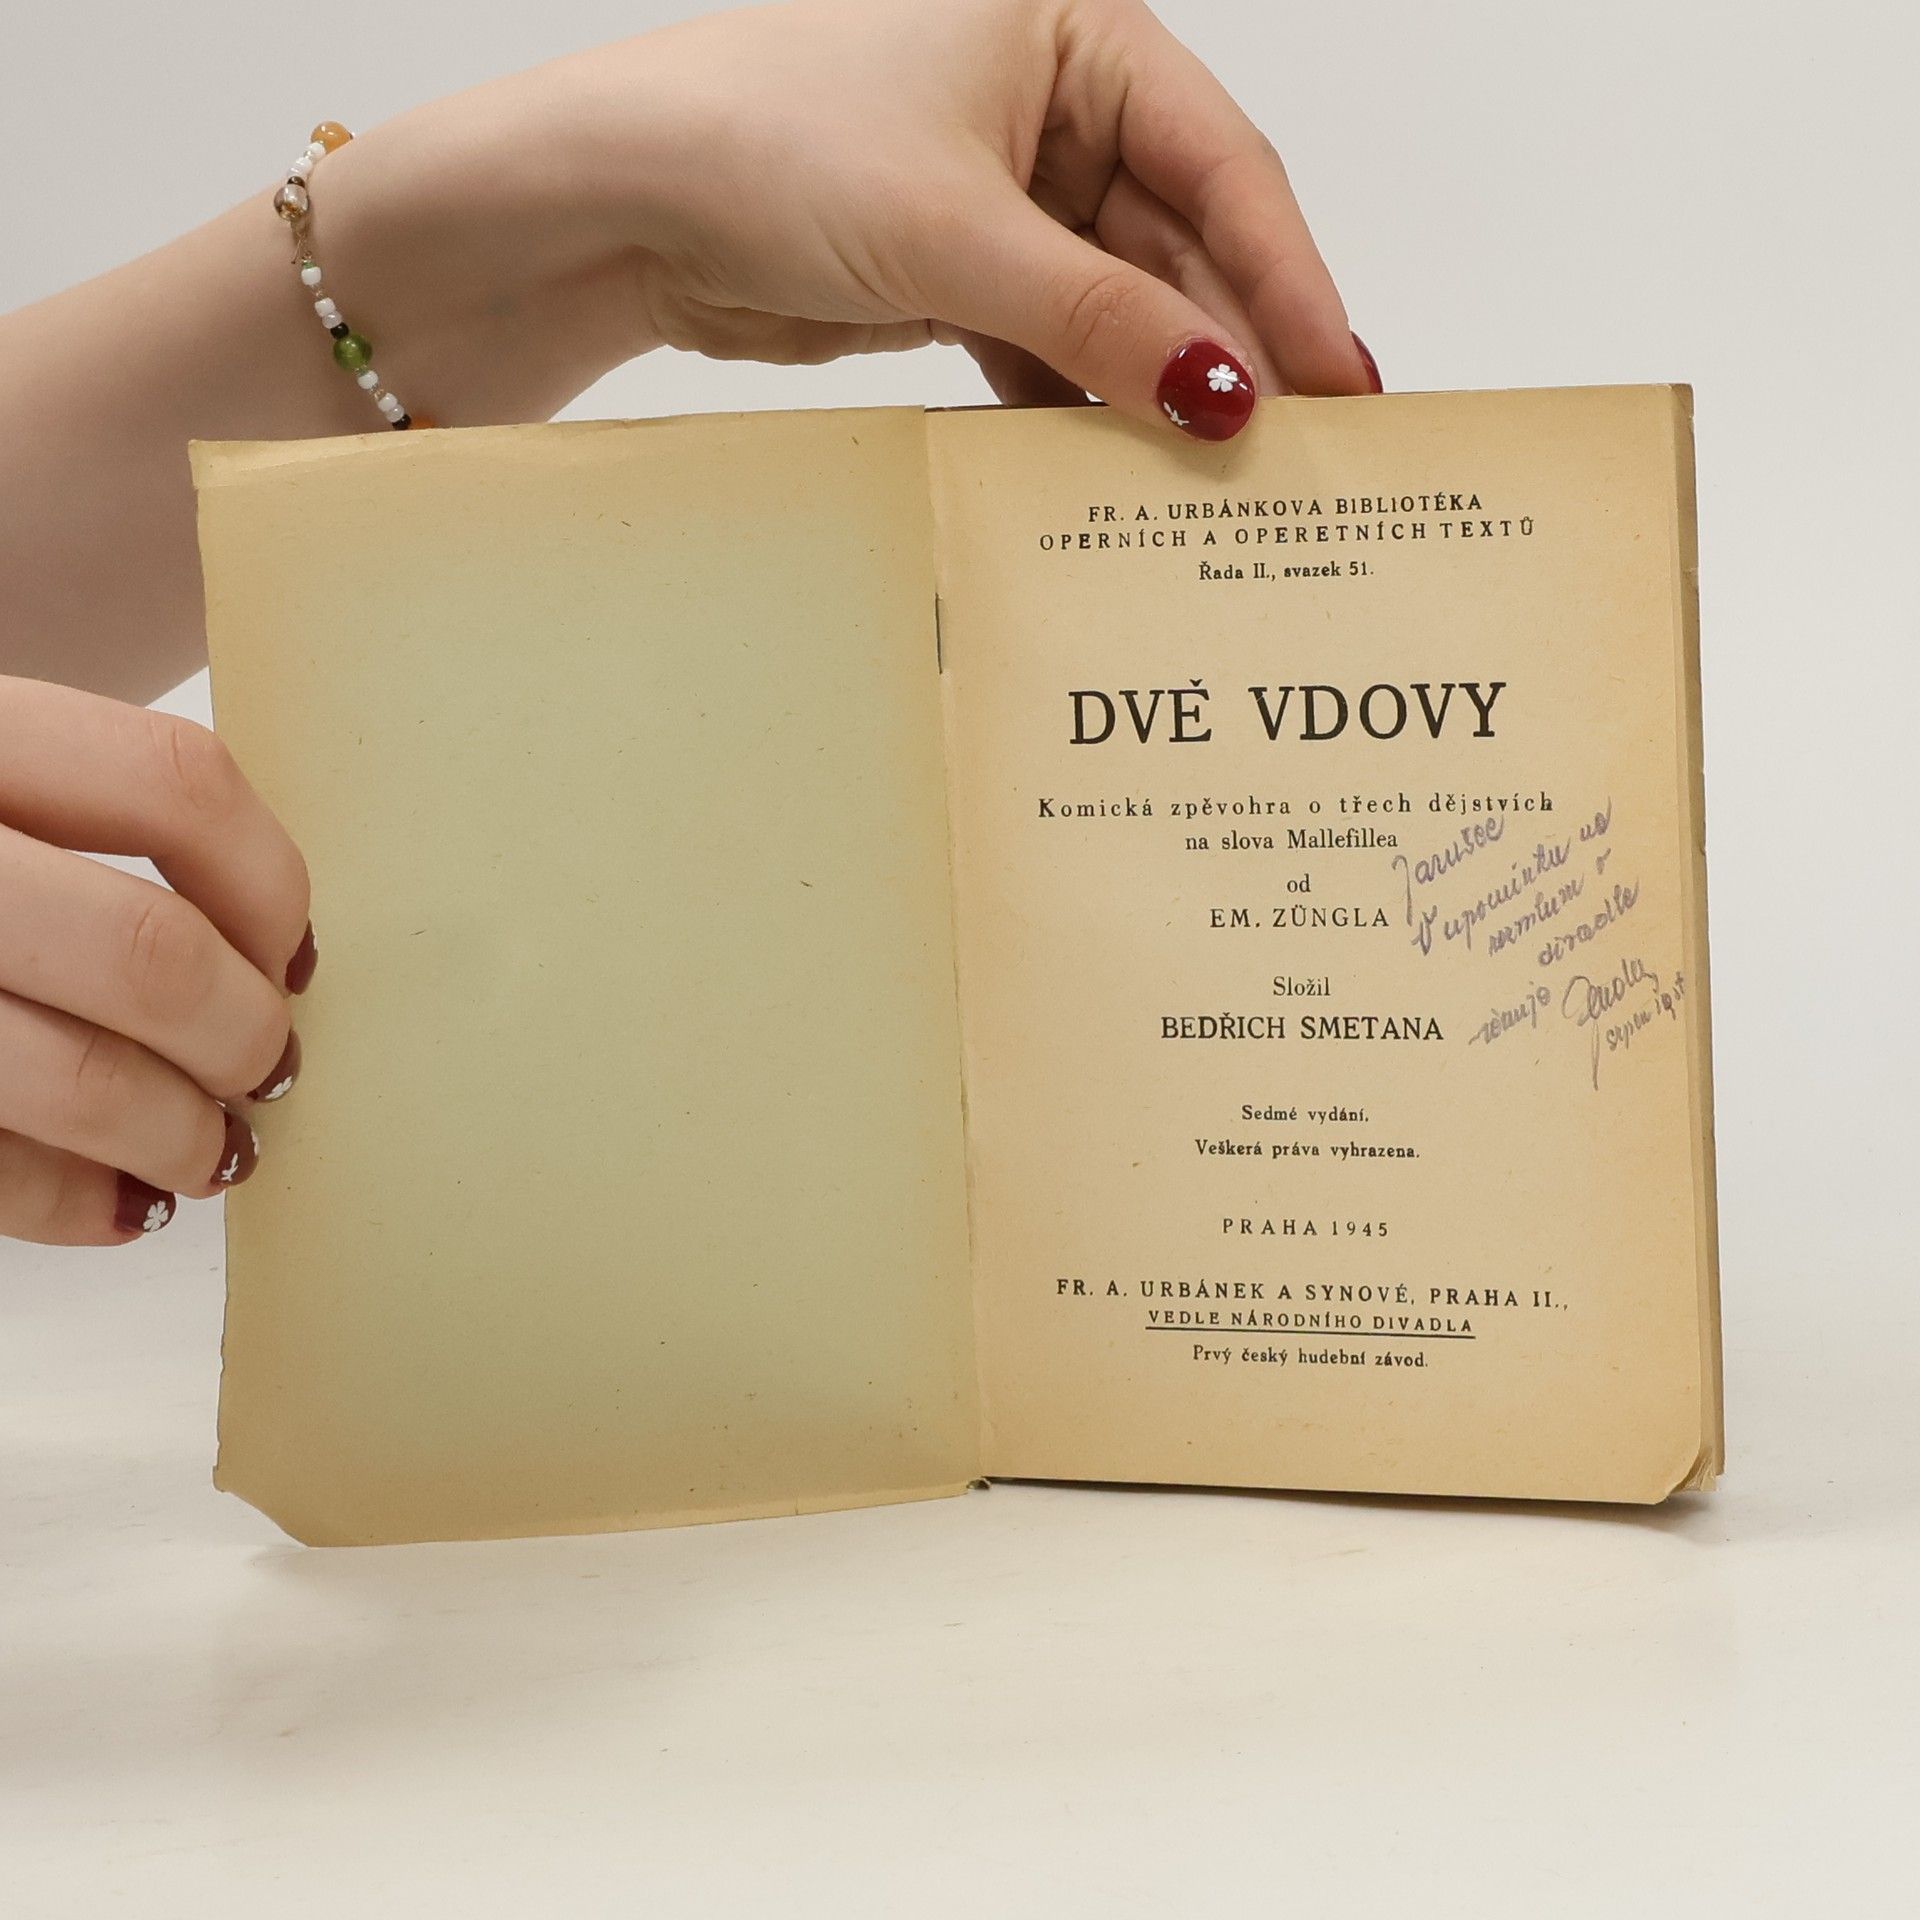 FR. A. URBÁNKOVA BIBLIOTÉKA
OPERNÍCH A OPERETNÍCH TEXTŮ
Řada II., svazek 51.
DVĚ VDOVY
Komická zpěvohra o třech dějstvích
na slova Mallefillea
od
EM. ZÜNGLA
Složil
BEDŘICH SMETANA
Jarušce
V upomínku na
v
divadle
věnuje
srpen
Sedmé vydání.
Veškerá práva vyhrazena.
PRAHA 1945
FR. A. URBÁNEK A SYNOVÉ, PRAHA II.,
VEDLE NÁRODNÍHO DIVADLA
Prvý český hudební závod.